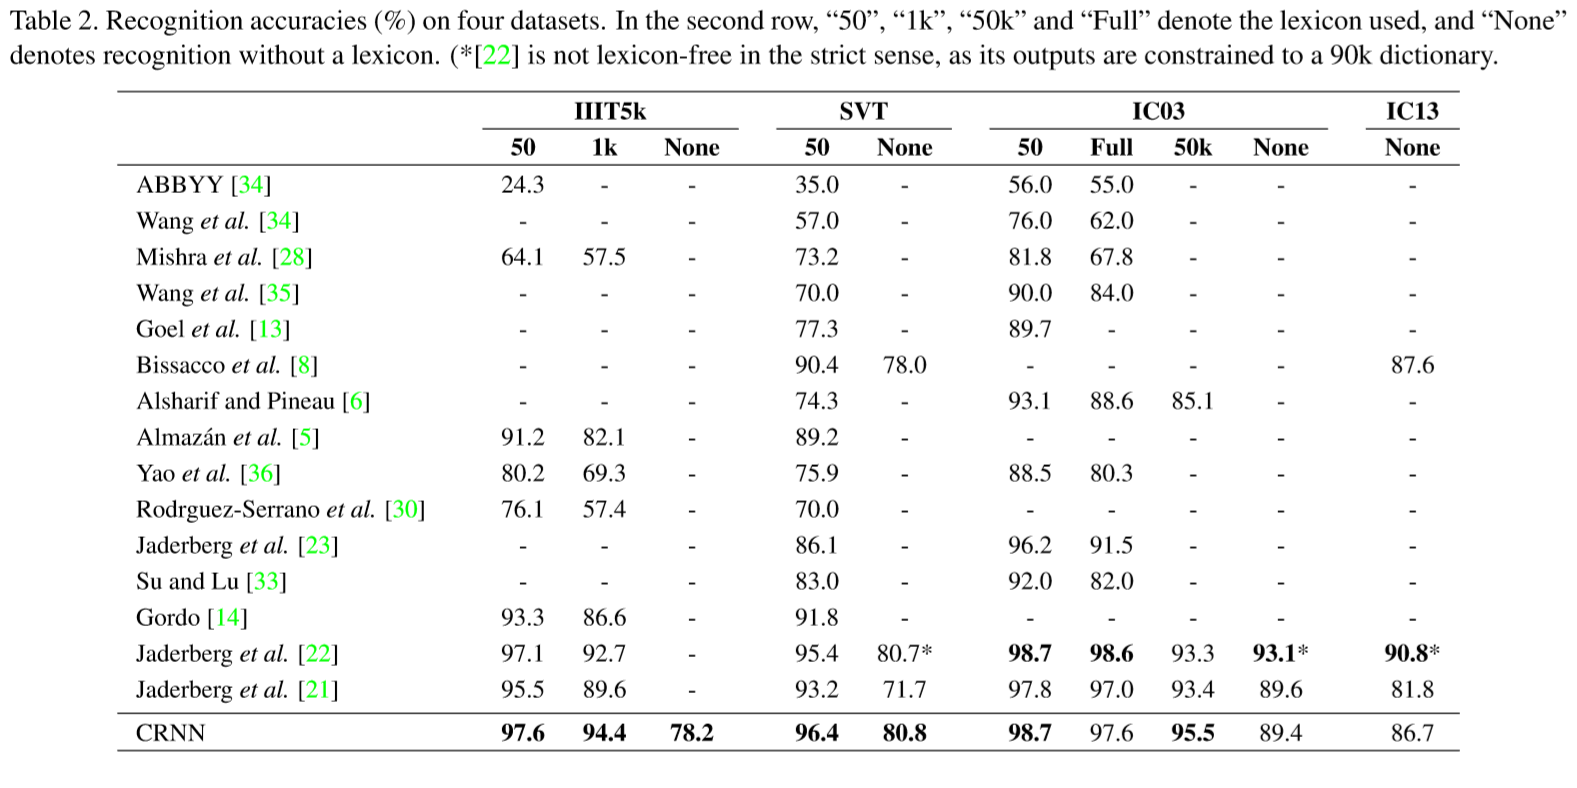 Table 2. Recognition accuracies (%) on four datasets. In the second row, “50”, “1k”, “50k” and “Full” denote the lexicon used, and “None”
denotes recognition without a lexicon. (*[22] is not lexicon-free in the strict sense, as its outputs are constrained to a 90k dictionary.
IIIT5k SVT IC03 IC13
50 1k None 50 None 50 Full 50k None None
ABBYY [34] 24.3 - - 35.0 - 56.0 55.0 - - -
Wang et al. [34] - - - 57.0 - 76.0 62.0 - - -
Mishra et al. [28] 64.1 57.5 - 73.2 - 81.8 67.8 - - -
Wang et al. [35] - - - 70.0 - 90.0 84.0 - - -
Goel et al. [13] - - - 77.3 - 89.7 - - - -
Bissacco et al. [8] - - - 90.4 78.0 - - - - 87.6
Alsharif and Pineau [6] - - - 74.3 - 93.1 88.6 85.1 - -
Almazán et al. [5] 91.2 82.1 - 89.2 - - - - - -
Yao et al. [36] 80.2 69.3 - 75.9 - 88.5 80.3 - - -
Rodrguez-Serrano et al. [30] 76.1 57.4 - 70.0 - - - - - -
Jaderberg et al. [23] - - - 86.1 - 96.2 91.5 - - -
Su and Lu [33] - - - 83.0 - 92.0 82.0 - - -
Gordo [14] 93.3 86.6 - 91.8 - - - - - -
Jaderberg et al. [22] 97.1 92.7 - 95.4 80.7* 98.7 98.6 93.3 93.1* 90.8*
Jaderberg et al. [21] 95.5 89.6 - 93.2 71.7 97.8 97.0 93.4 89.6 81.8
CRNN 97.6 94.4 78.2 96.4 80.8 98.7 97.6 95.5 89.4 86.7